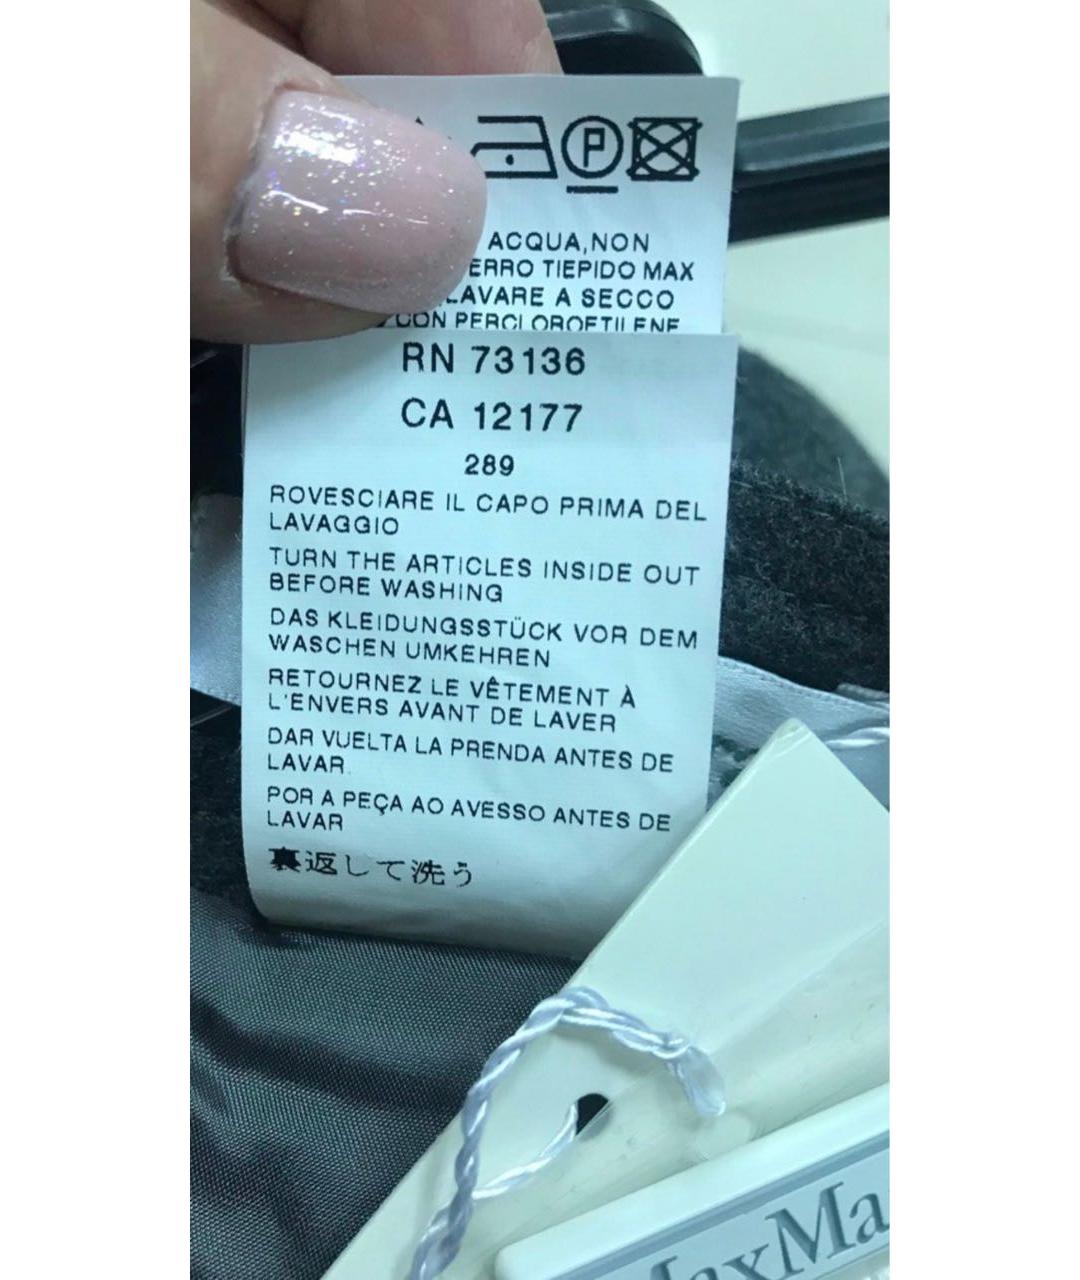 P
ACQUA,NON
ERRO TIEPIDO MAX
LAVARE A SECCO
CON PERCLOROETILENE
RN 73136
CA 12177
289
ROVESCIARE IL CAPO PRIMA DEL
LAVAGGIO
TURN THE ARTICLES INSIDE OUT
BEFORE WASHING
DAS KLEIDUNGSSTÜCK VOR DEM
WASCHEN UMKEHREN
RETOURNEZ LE VÊTEMENT À
L'ENVERS AVANT DE LAVER
DAR VUELTA LA PRENDA ANTES DE
LAVAR
POR A PEÇA AO AVESSO ANTES DE
LAVAR
裏返して洗う
MaxMa